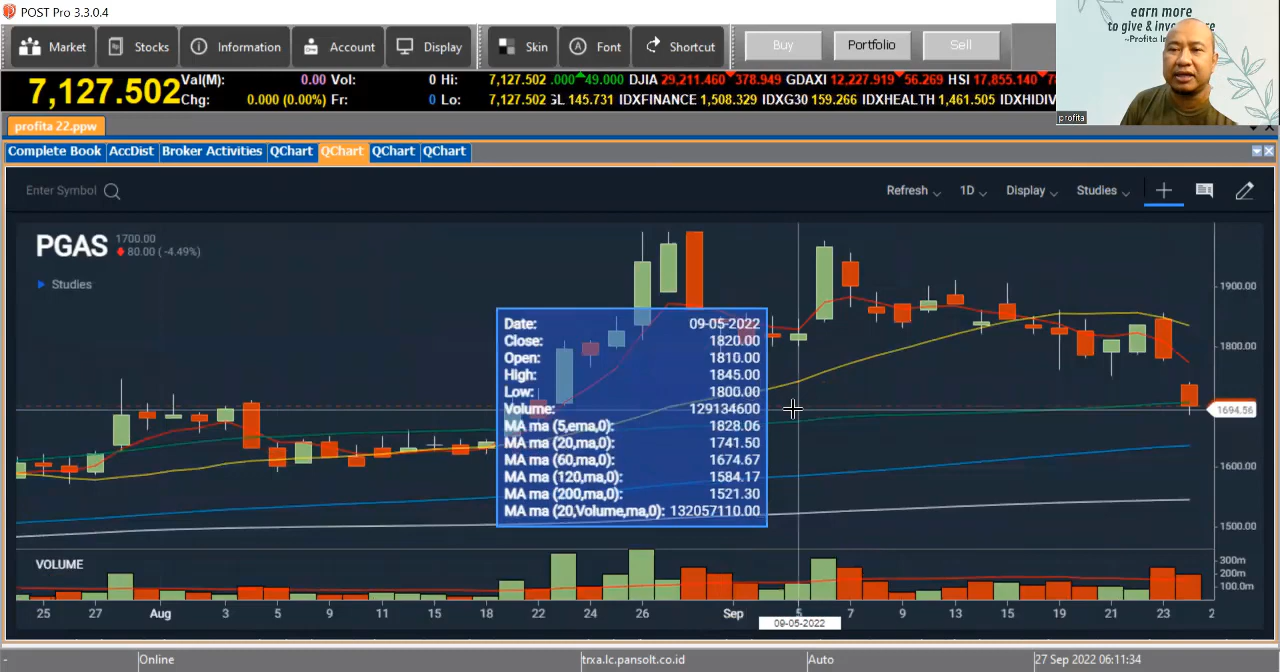 POST Pro 3.3.0.4
Market Stocks Information Account Display Skin Font Shortcut Buy Portfolio Sell
earn more
to give & inv re
~Profita In
profita
7,127.502
Val(M): 0.00 Vol: 0 Hi: 7,127.502
Chg: 0.000 (0.00%) Fr: 0 Lo: 7,127.502
.000 49.000 DJIA 29,211.460 378.949 GDAXI 12,227.919 56.269 HSI 17,855.140
145.731 IDXFINANCE 1,508.329 IDXG30 159.266 IDXHEALTH 1,461.505 IDXHIDIV
profita 22.ppw
Complete Book AccDist Broker Activities QChart QChart QChart QChart
Enter Symbol Refresh 1D Display Studies
PGAS 1700.00
80.00 ( -4.49%)
Studies
Date: 09-05-2022
Close: 1820.00
Open: 1810.00
High: 1845.00
Low: 1800.00
Volume: 129134600
MA ma (5,ema,0): 1828.06
MA ma (20,ma,0): 1741.50
MA ma (60,ma,0): 1674.67
MA ma (120,ma,0): 1584.17
MA ma (200,ma,0): 1521.30
MA ma (20,Volume,ma,0): 132057110.00
1900.00
1800.00
1694.56
1600.00
1500.00
VOLUME
300m
200m
100.0m
25 27 Aug 3 5 9 11 15 18 22 24 26 Sep 5 7 9 13 15 19 21 23 2
09-05-2022
- Online trxa.lc.pansolt.co.id Auto 27 Sep 2022 06:11:34